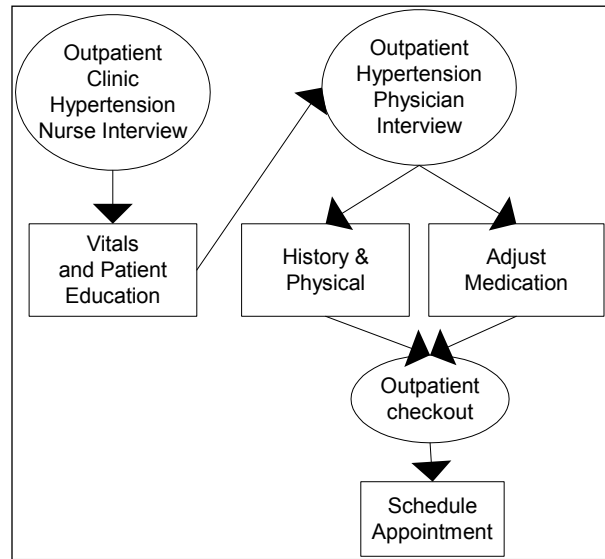 Outpatient
Clinic
Hypertension
Nurse Interview
Vitals
and Patient
Education
Outpatient
Hypertension
Physician
Interview
History &
Physical
Adjust
Medication
Outpatient
checkout
Schedule
Appointment